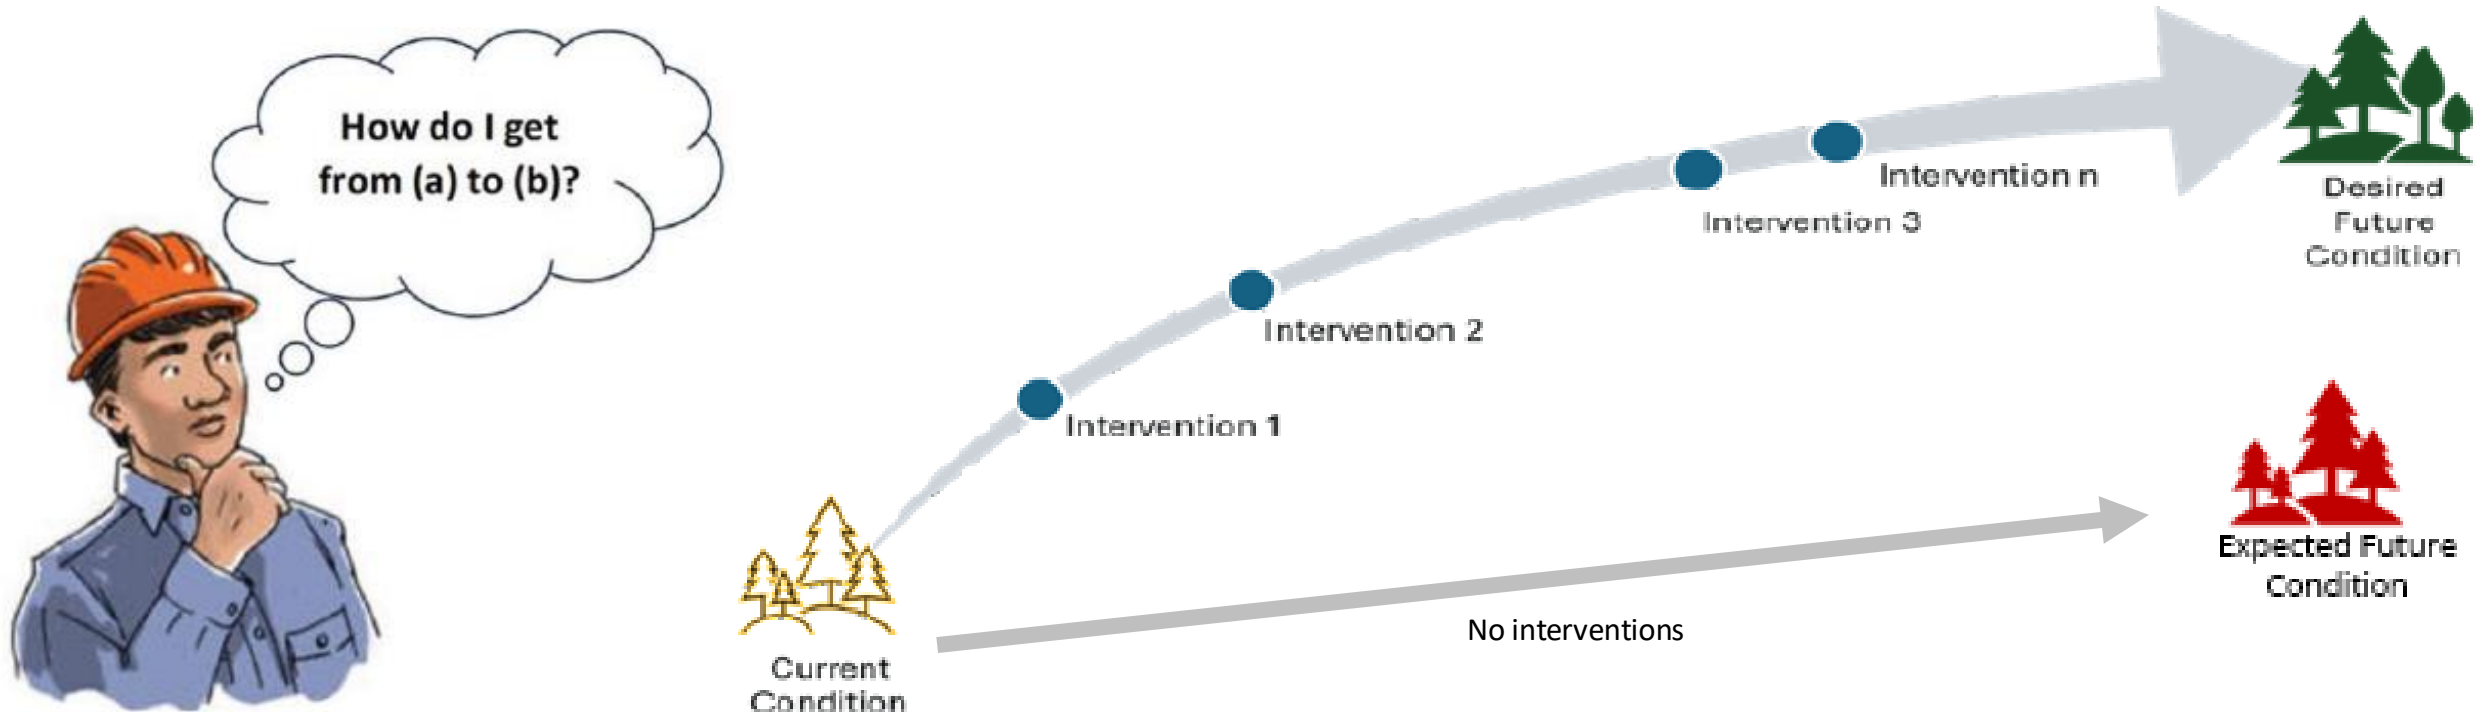 How do I get
from (a) to (b)?
Intervention n
Desired
Future
Condition
Intervention 3
Intervention 2
Intervention 1
Expected Future
Condition
No interventions
Current
Condition